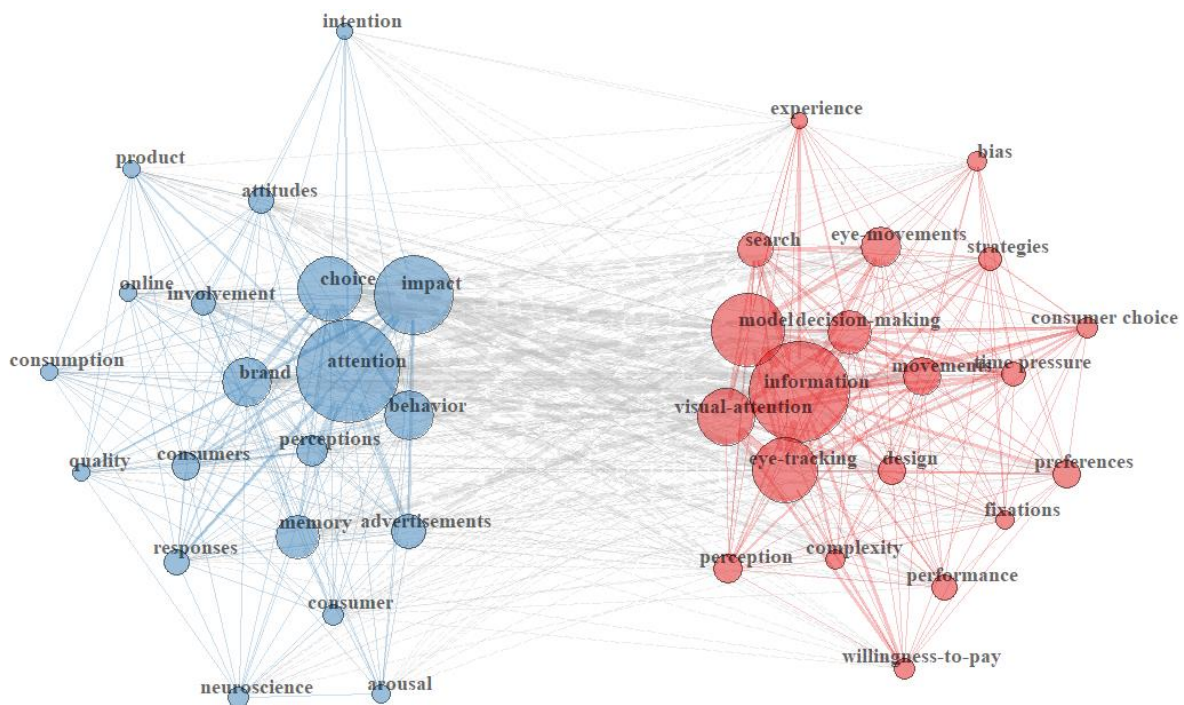 intention
product
attitudes
online
involvement
choice
impact
consumption
brand
attention
behavior
quality
consumers
perceptions
responses
memory
advertisements
consumer
neuroscience
arousal
experience
bias
search
eye-movements
strategies
model
decision-making
consumer choice
information
movements
time pressure
visual-attention
eye-tracking
design
preferences
fixations
perception
complexity
performance
willingness-to-pay